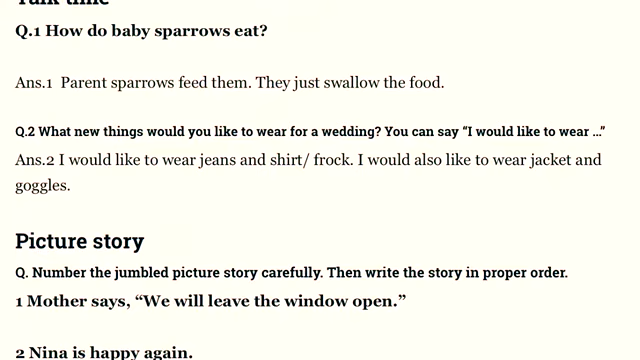 Talk time
Q.1 How do baby sparrows eat?
Ans.1 Parent sparrows feed them. They just swallow the food.
Q.2 What new things would you like to wear for a wedding? You can say “I would like to wear ...”
Ans.2 I would like to wear jeans and shirt/ frock. I would also like to wear jacket and
goggles.
Picture story
Q. Number the jumbled picture story carefully. Then write the story in proper order.
1 Mother says, “We will leave the window open.”
2 Nina is happy again.